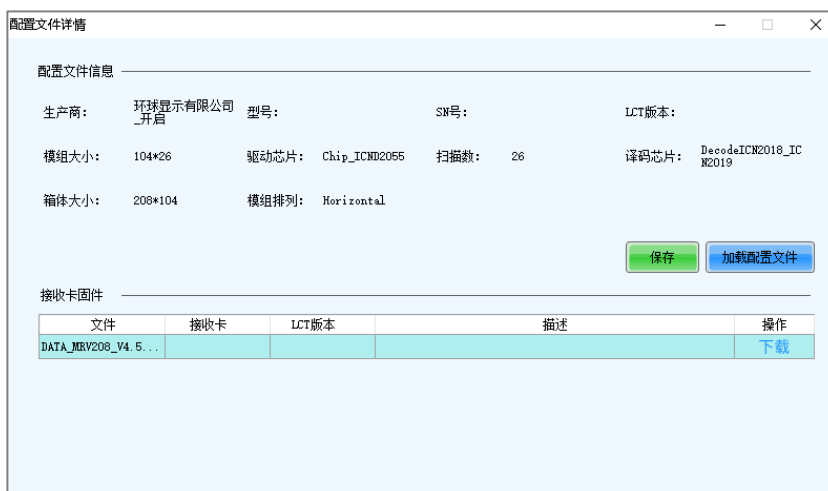 配置文件详情
配置文件信息
生产商： 环球显示有限公司_开启 型号： SN号： LCT版本：
模组大小： 104*26 驱动芯片： Chip_ICND2055 扫描数： 26 译码芯片： DecodeICN2018_ICN2019
箱体大小： 208*104 模组排列： Horizontal
保存 加载配置文件
接收卡固件
文件 接收卡 LCT版本 描述 操作
DATA_MRV208_V4.5... 下载